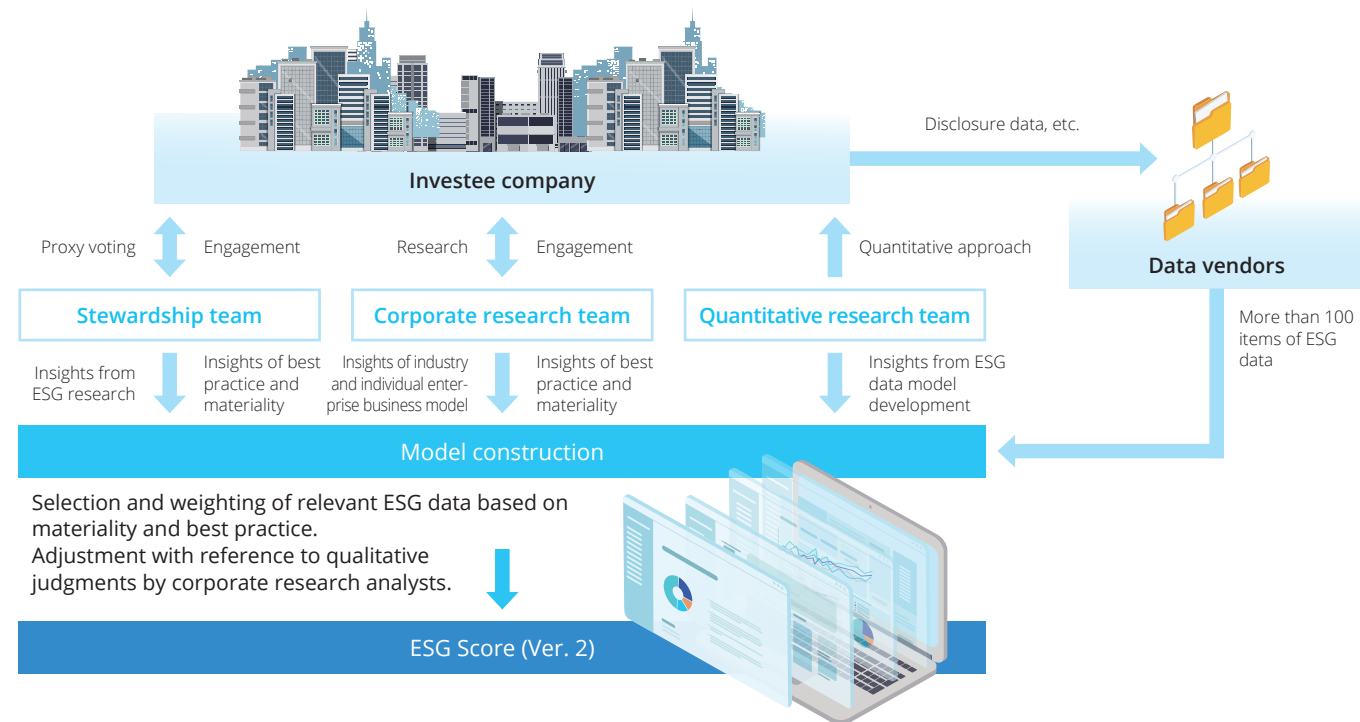 Disclosure data, etc.
Investee company
Proxy voting
Engagement
Research
Engagement
Quantitative approach
Data vendors
Stewardship team
Corporate research team
Quantitative research team
More than 100
items of ESG
data
Insights from
ESG research
Insights of best
practice and
materiality
Insights of industry
and individual enter-
prise business model
Insights of best
practice and
materiality
Insights from ESG
data model
development
Model construction
Selection and weighting of relevant ESG data based on
materiality and best practice.
Adjustment with reference to qualitative
judgments by corporate research analysts.
ESG Score (Ver. 2)